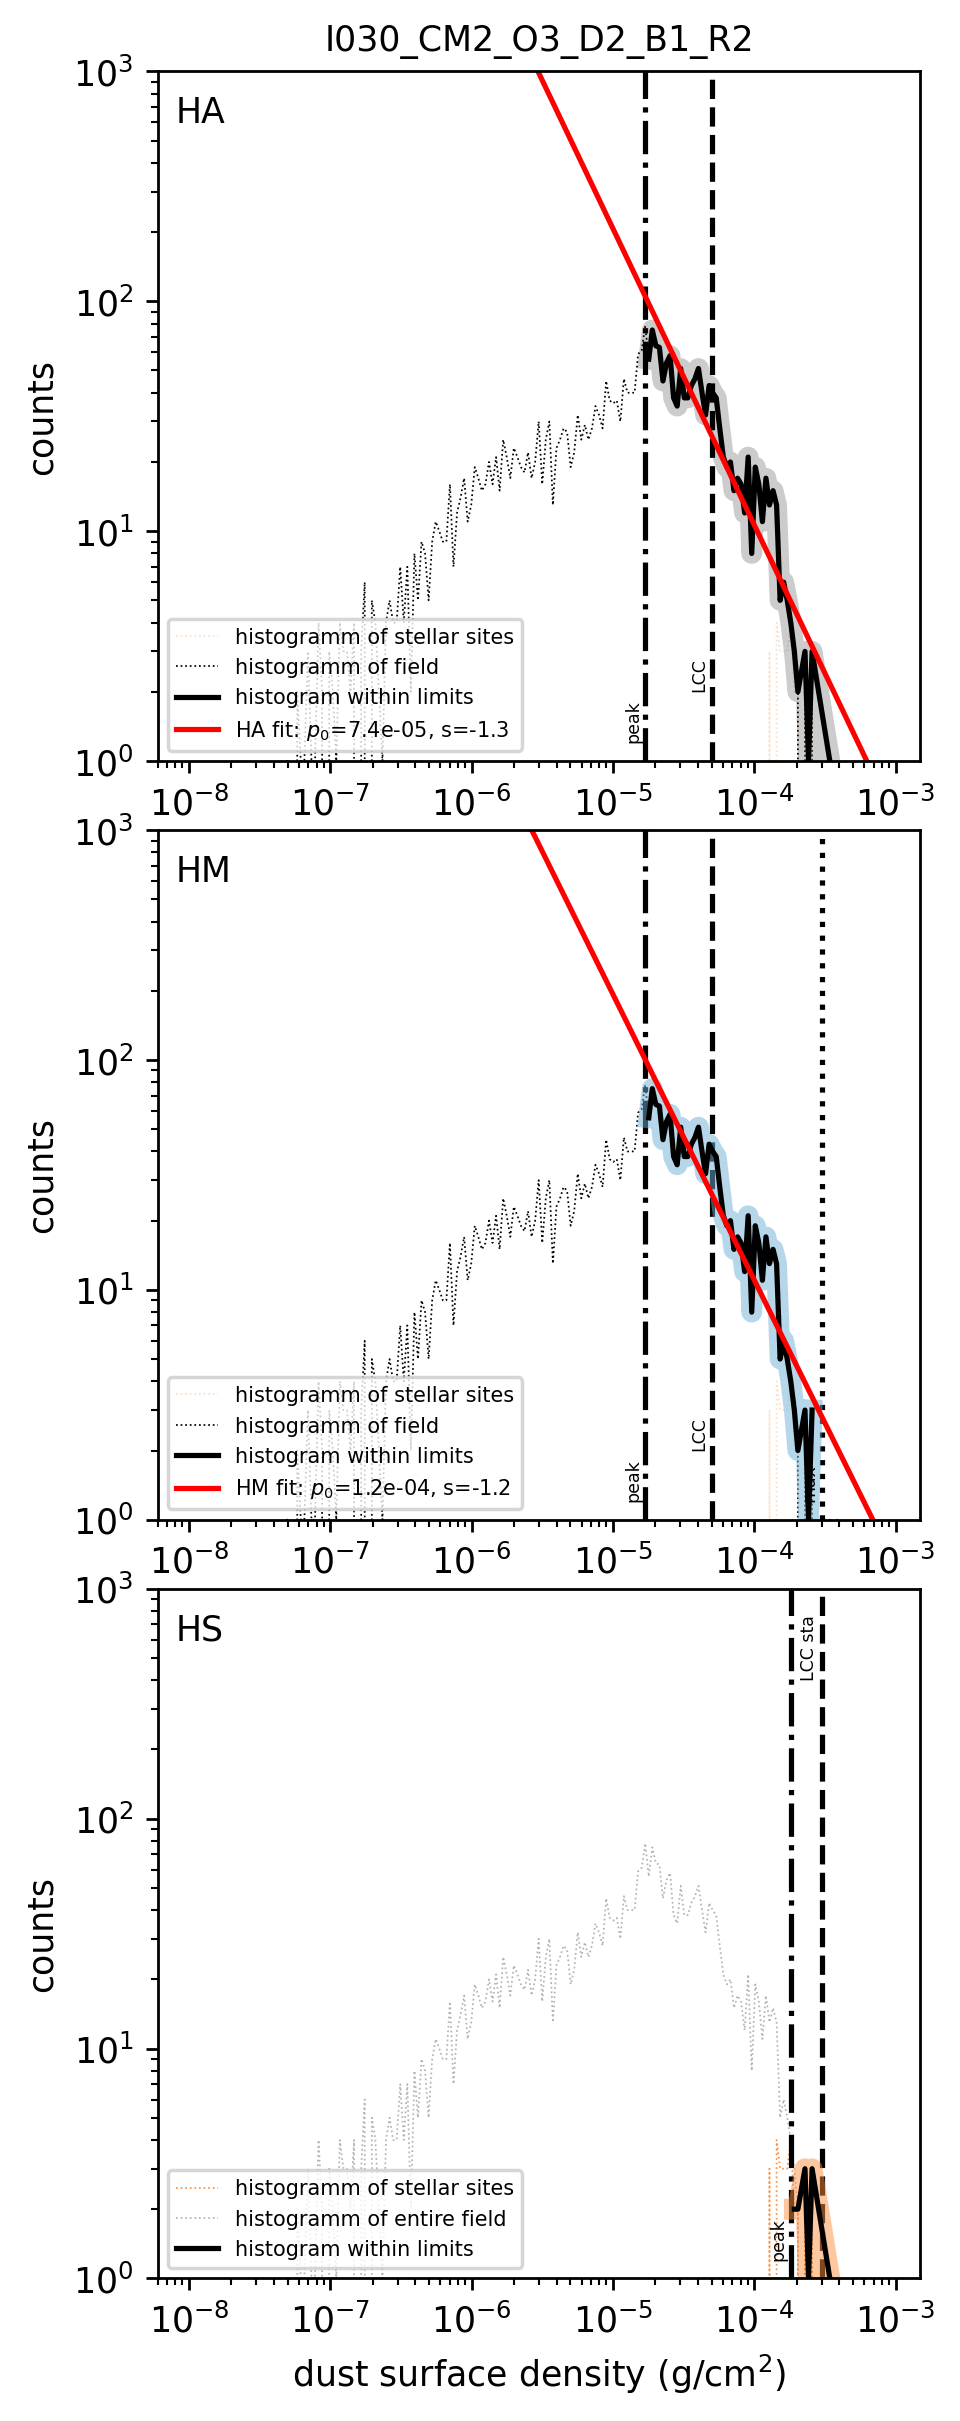 I030_CM2_O3_D2_B1_R2
HA
counts
10³
10²
10¹
10⁰
peak
LCC
histogramm of stellar sites
histogramm of field
histogram within limits
HA fit: p₀=7.4e-05, s=-1.3
10⁻⁸ 10⁻⁷ 10⁻⁶ 10⁻⁵ 10⁻⁴ 10⁻³
HM
counts
10³
10²
10¹
10⁰
peak
LCC
histogramm of stellar sites
histogramm of field
histogram within limits
HM fit: p₀=1.2e-04, s=-1.2
10⁻⁸ 10⁻⁷ 10⁻⁶ 10⁻⁵ 10⁻⁴ 10⁻³
HS
counts
10³
10²
10¹
10⁰
LCC sta
peak
histogramm of stellar sites
histogramm of entire field
histogram within limits
10⁻⁸ 10⁻⁷ 10⁻⁶ 10⁻⁵ 10⁻⁴ 10⁻³
dust surface density (g/cm²)